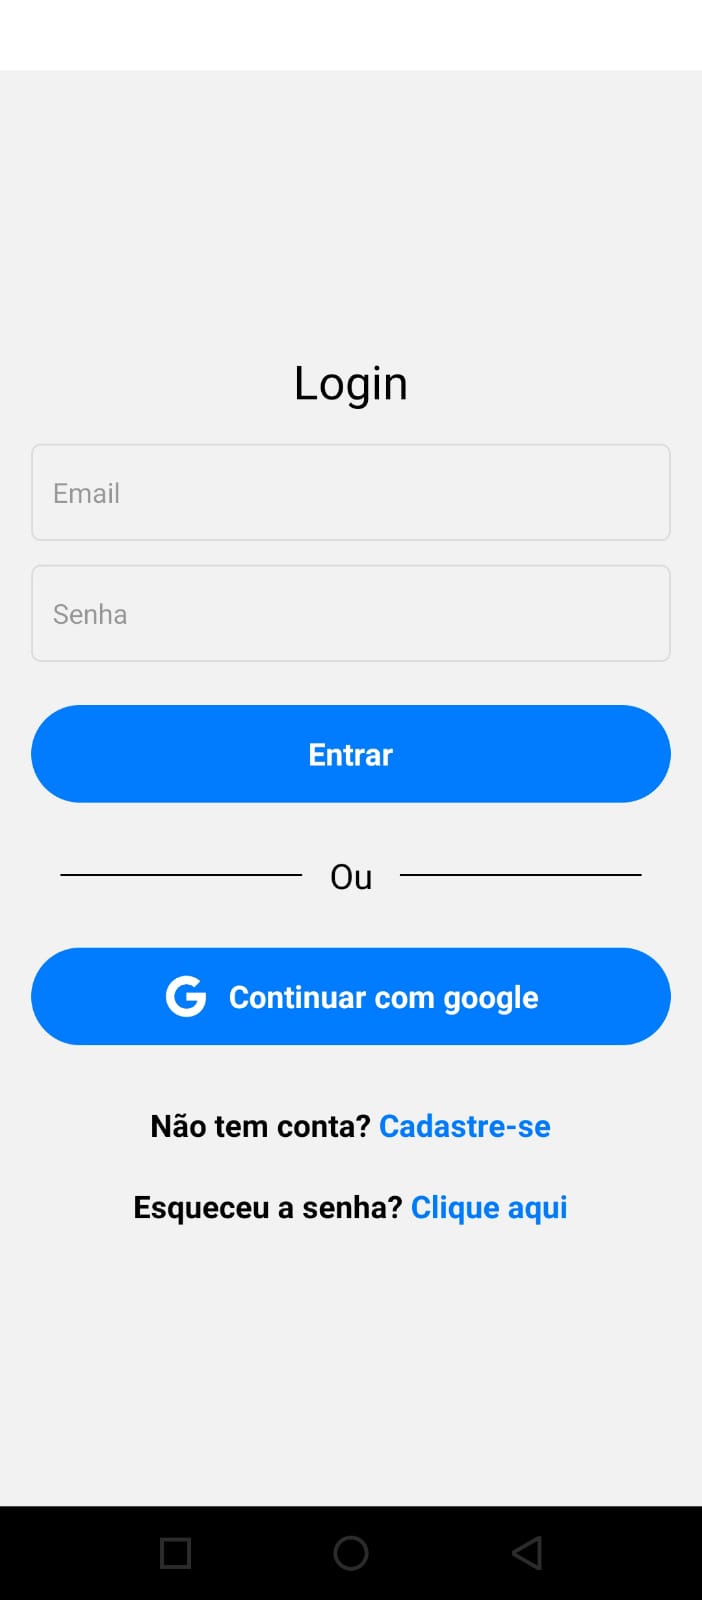 Login
Email
Senha
Entrar
Ou
Continuar com google
Não tem conta? Cadastre-se
Esqueceu a senha? Clique aqui